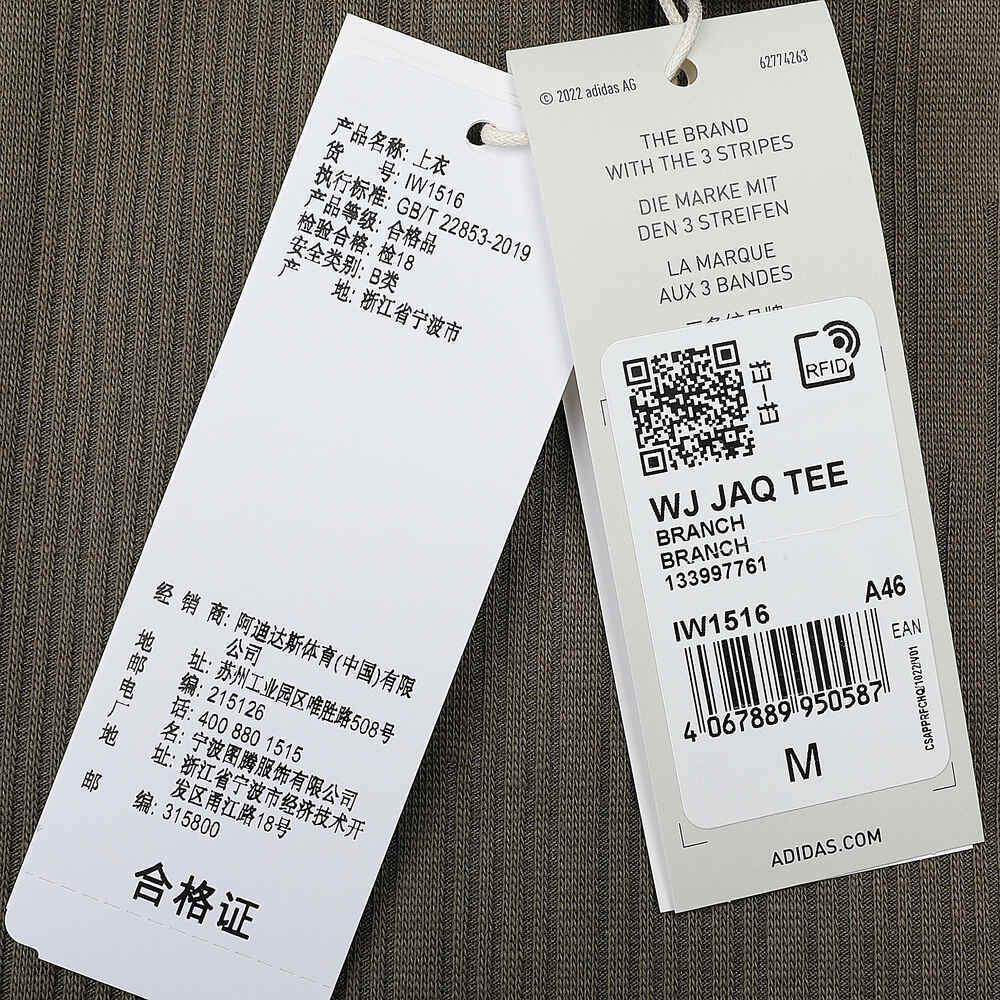 产品名称: 上衣
货 号: IW1516
执行标准: GB/T 22853-2019
产品等级: 合格品
检验合格: 检18
安全类别: B类
产 地: 浙江省宁波市
经 销 商: 阿迪达斯体育(中国)有限
公司
地 址: 苏州工业园区唯胜路508号
邮 编: 215126
电 话: 400 880 1515
厂 名: 宁波图腾服饰有限公司
地 址: 浙江省宁波市经济技术开
发区甬江路18号
邮 编: 315800
合格证
62774263
© 2022 adidas AG
THE BRAND
WITH THE 3 STRIPES
DIE MARKE MIT
DEN 3 STREIFEN
LA MARQUE
AUX 3 BANDES
RFID
WJ JAQ TEE
BRANCH
BRANCH
133997761
IW1516 A46
EAN
4 067889 950587
CSAPPRFCHQ/1022/V01
M
ADIDAS.COM